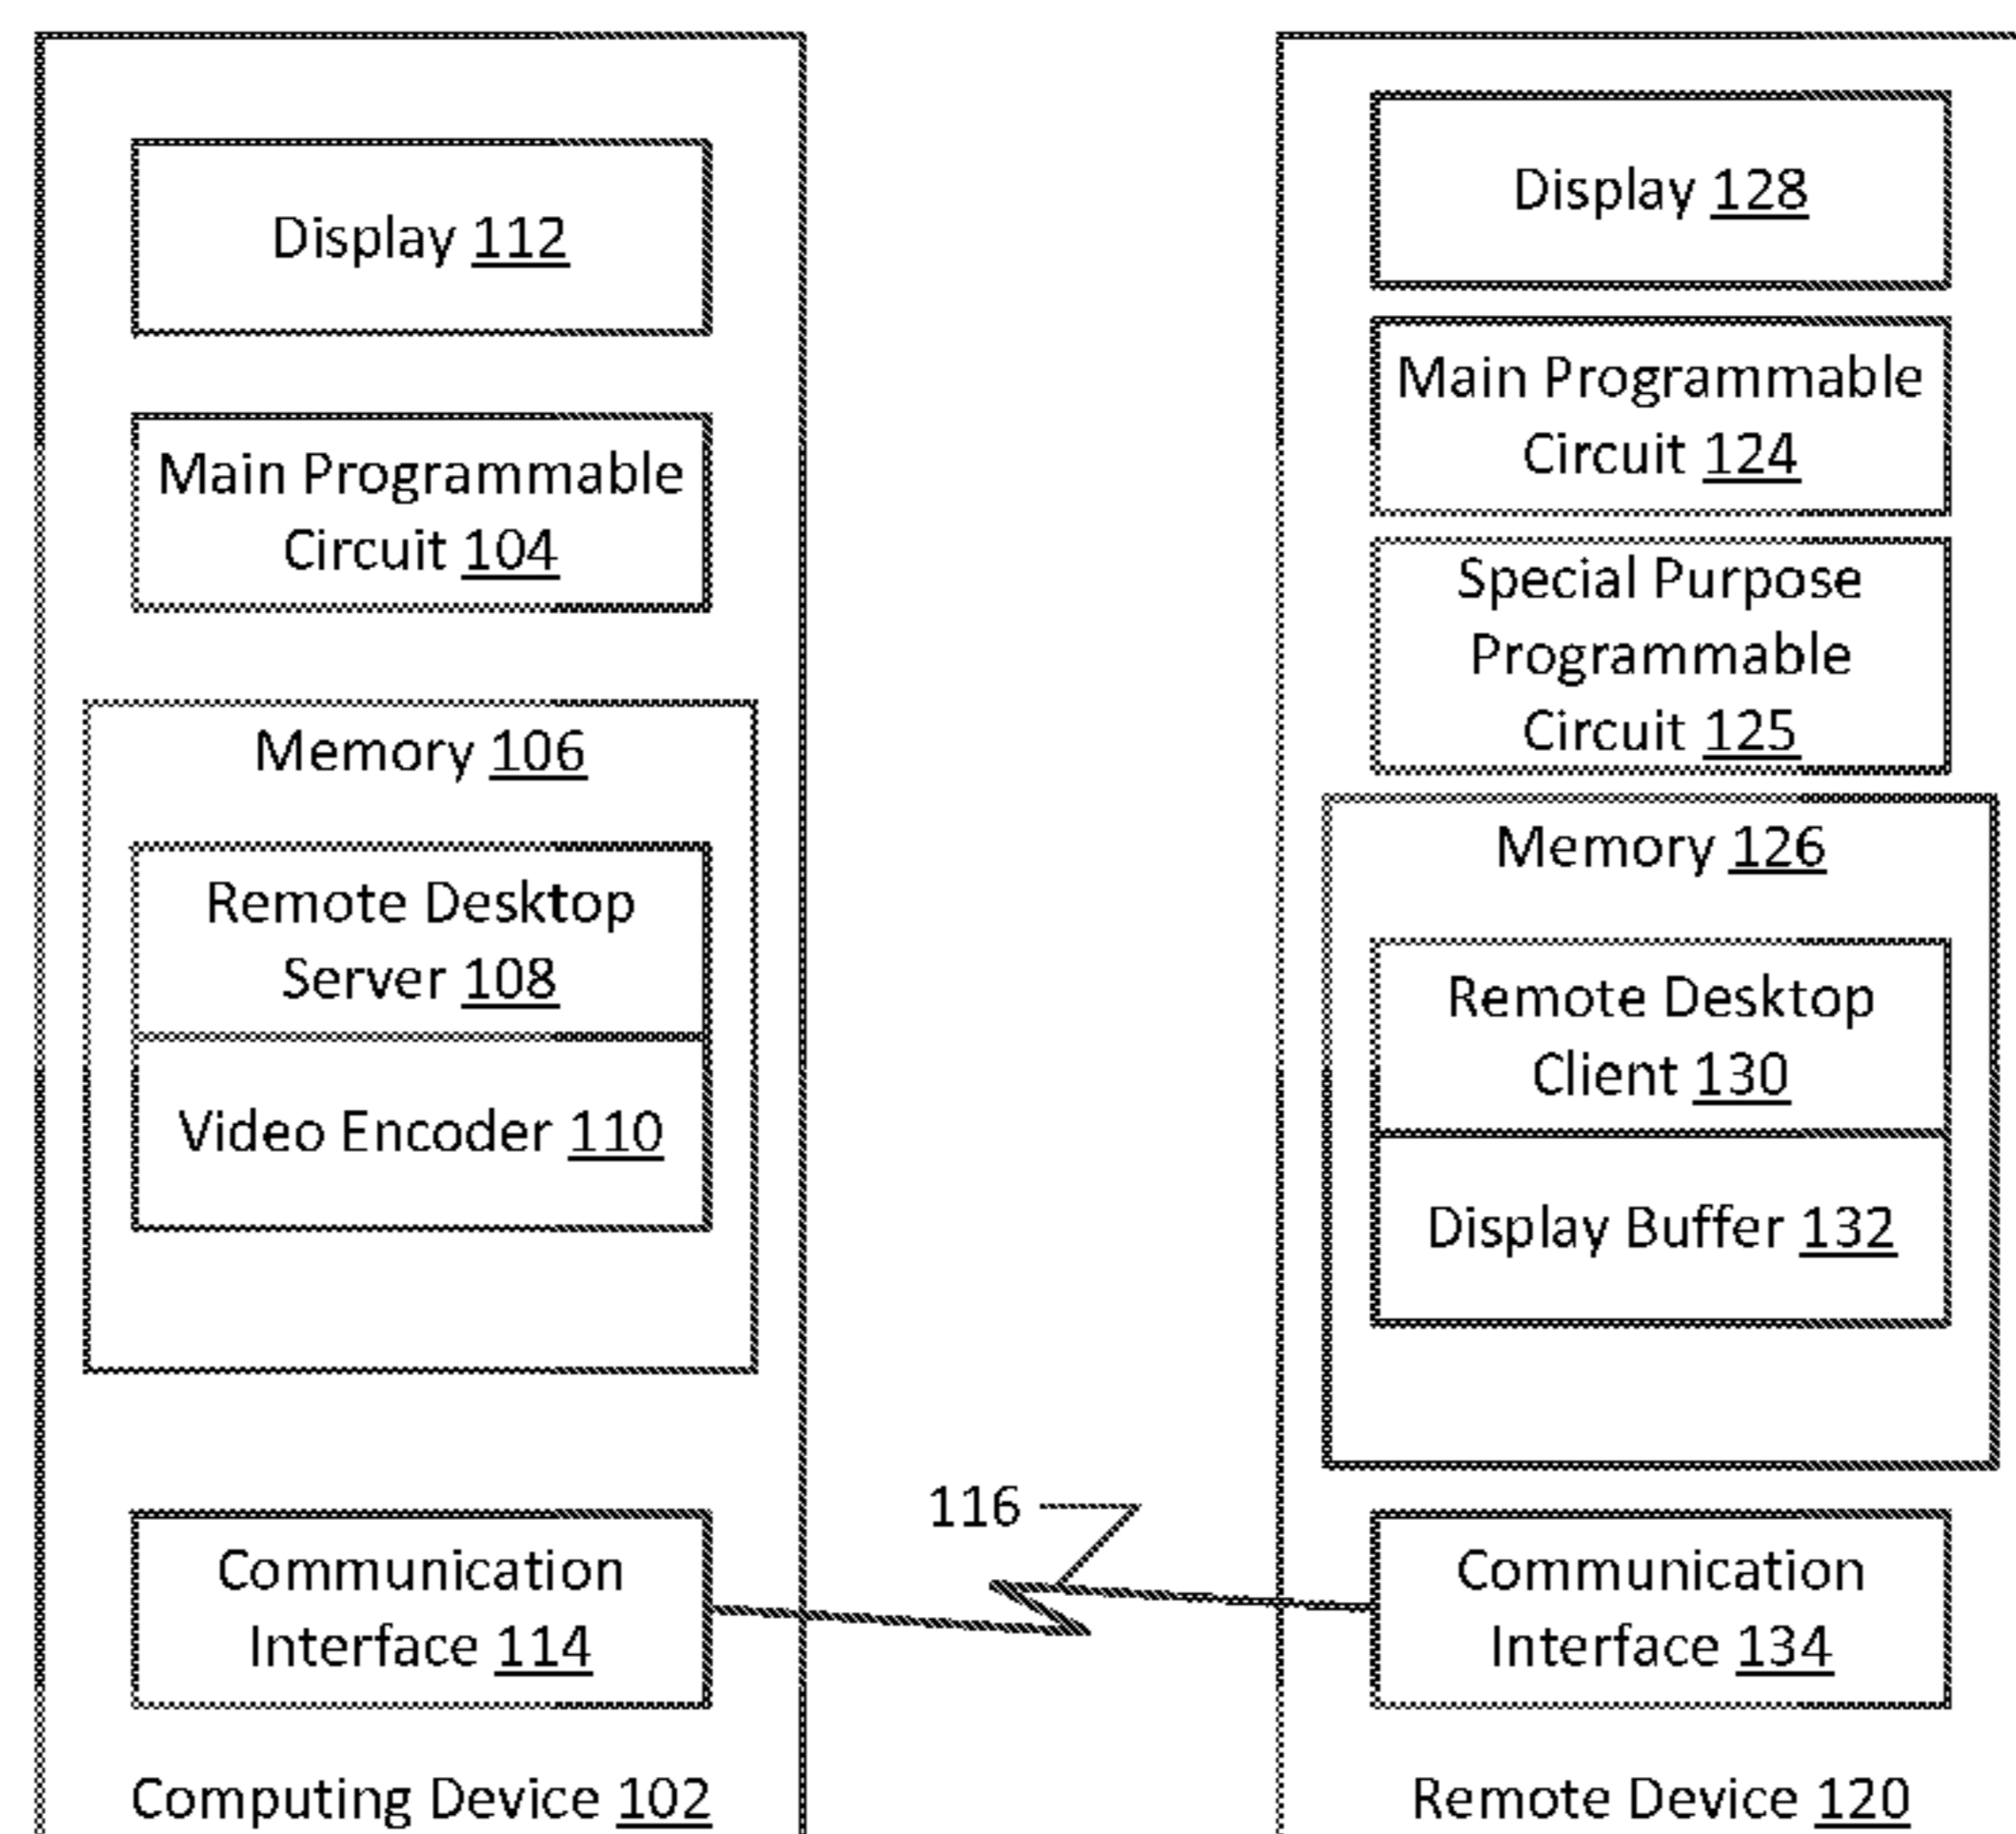 Display 112
Main Programmable
Circuit 104
Memory 106
Remote Desktop
Server 108
Video Encoder 110
Communication
Interface 114
Computing Device 102
116
Display 128
Main Programmable
Circuit 124
Special Purpose
Programmable
Circuit 125
Memory 126
Remote Desktop
Client 130
Display Buffer 132
Communication
Interface 134
Remote Device 120